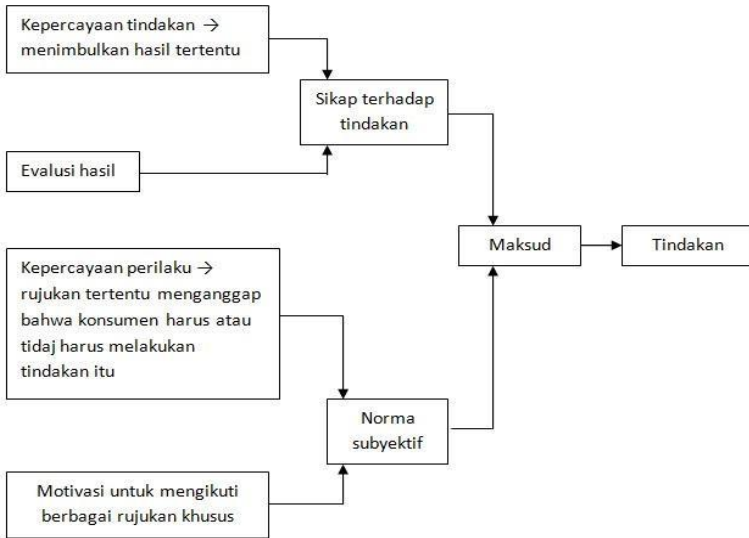 Kepercayaan tindakan →
menimbulkan hasil tertentu
Sikap terhadap
tindakan
Evalusi hasil
Maksud
Tindakan
Kepercayaan perilaku →
rujukan tertentu menganggap
bahwa konsumen harus atau
tidaj harus melakukan
tindakan itu
Norma
subyektif
Motivasi untuk mengikuti
berbagai rujukan khusus